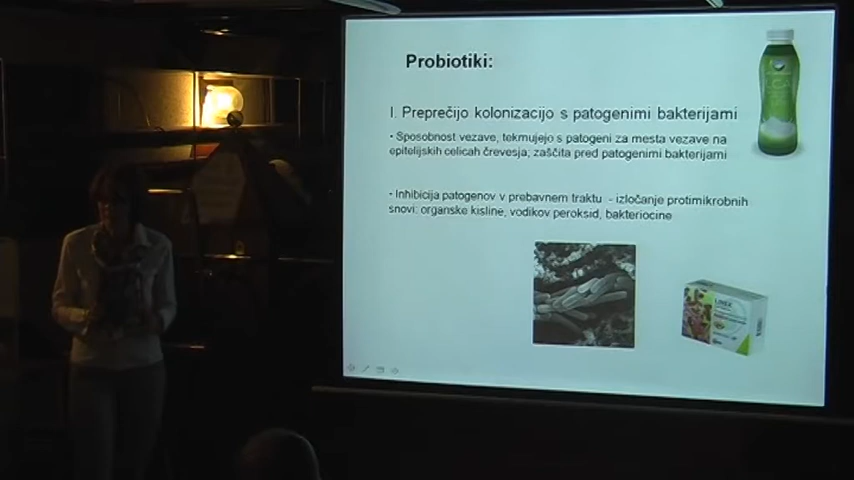 Probiotiki:
I. Preprečijo kolonizacijo s patogenimi bakterijami
• Sposobnost vezave, tekmujejo s patogeni za mesta vezave na
epitelijskih celicah črevesja; zaščita pred patogenimi bakterijami
• Inhibicija patogenov v prebavnem traktu - izločanje protimikrobnih
snovi: organske kisline, vodikov peroksid, bakteriocine